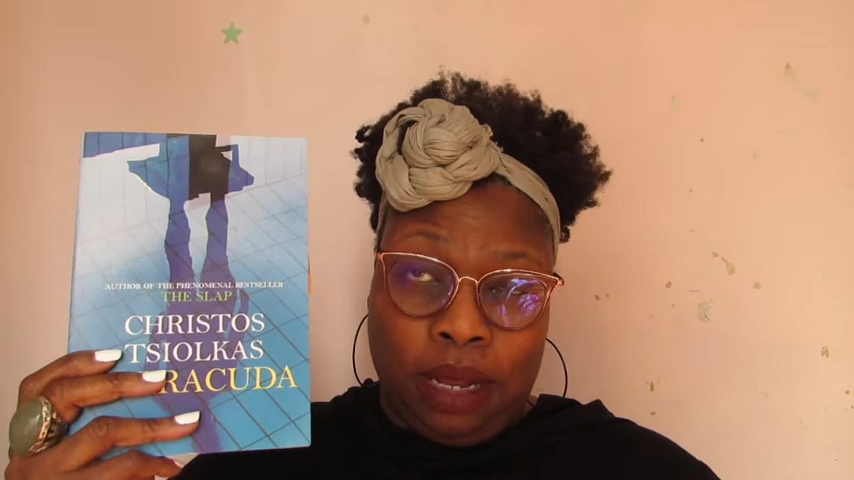 AUTHOR OF THE PHENOMENAL BESTSELLER
THE SLAP
CHRISTOS
TSIOLKAS
RACUDA